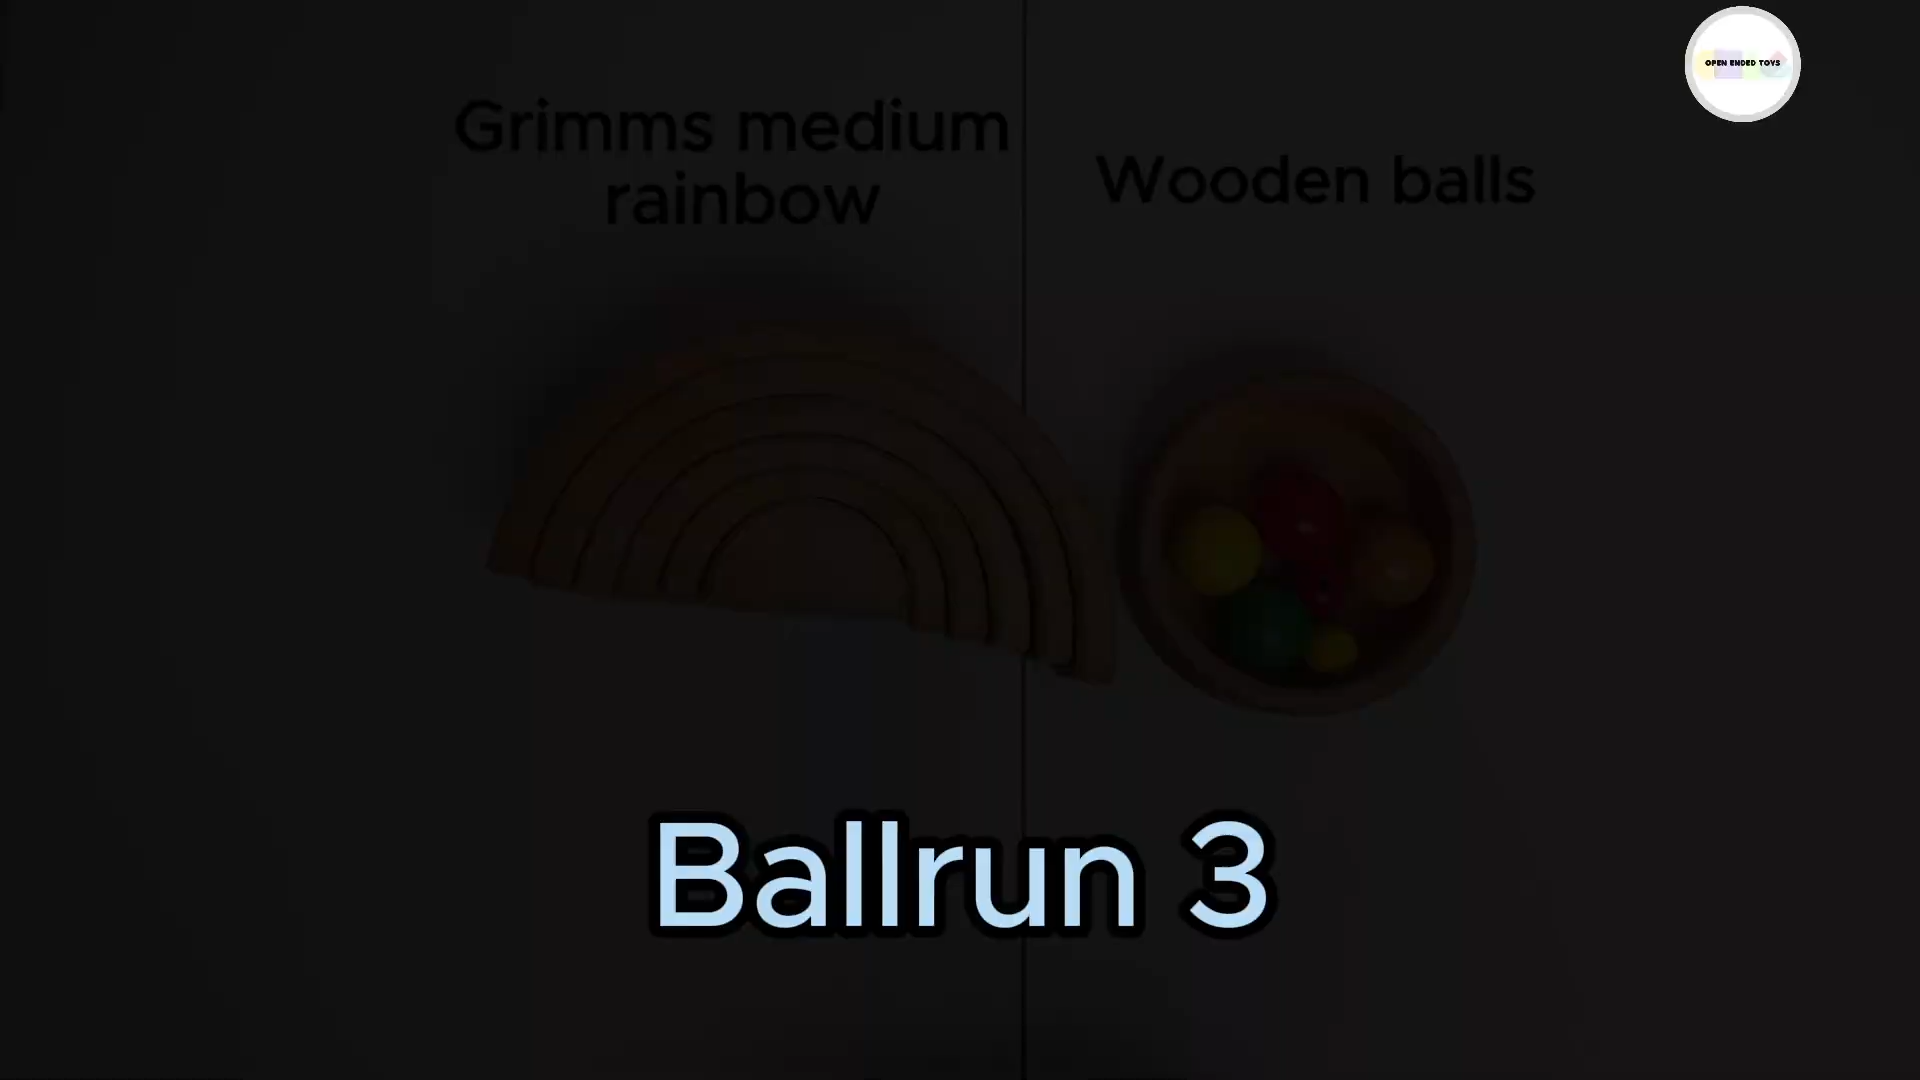 OPEN ENDED TOYS
Grimms medium
rainbow
Wooden balls
Ballrun 3